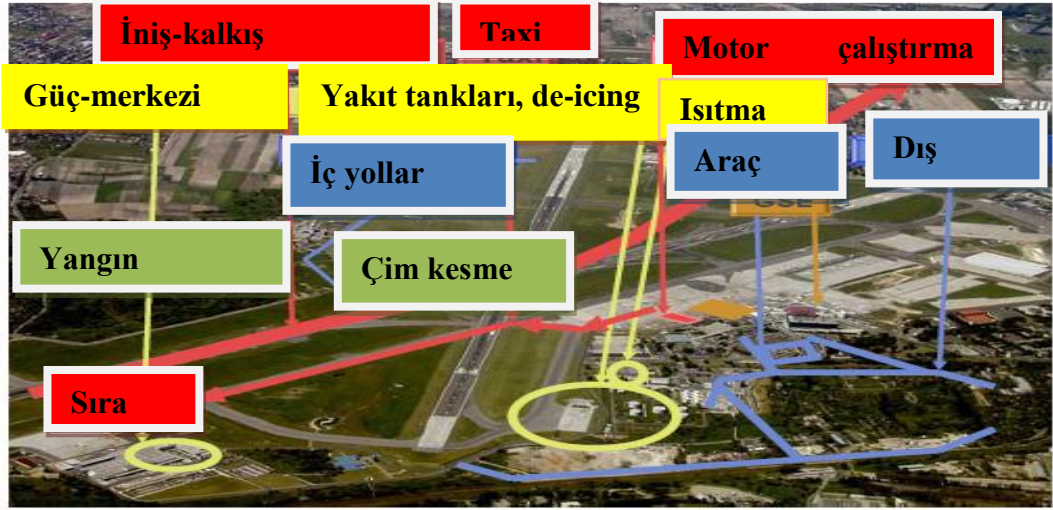 İniş-kalkış
Taxi
Motor çalıştırma
Güç-merkezi
Yakıt tankları, de-icing
Isıtma
İç yollar
Araç
Dış
GSE
Yangın
Çim kesme
Sıra